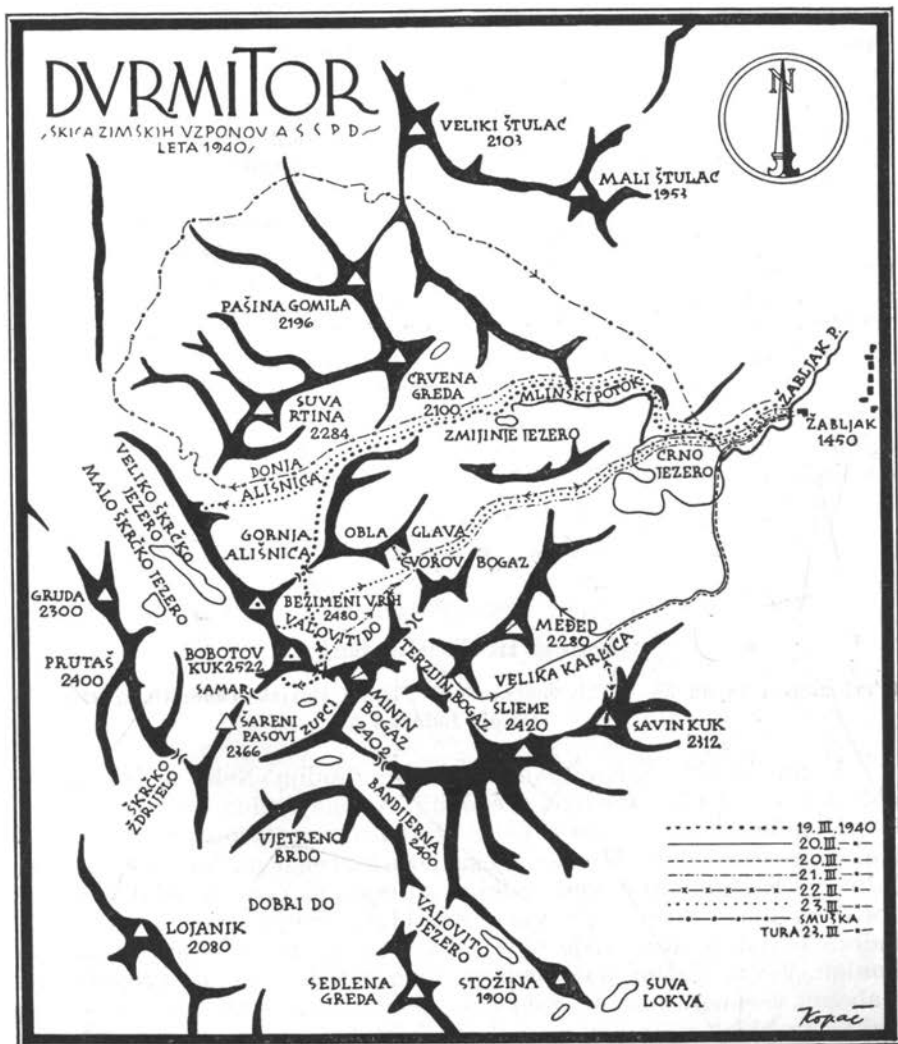 DVRMITOR
SKICA ZIMSKIH VZPONOV A S S P D
LETA 1940
N
VELIKI ŠTULAC
2103
MALI ŠTULAC
1953
PAŠINA GOMILA
2196
CRVENA
GREDA
2100
SUVA
RTINA
2284
MLINSKI POTOK
ŽABLJAK P.
ŽABLJAK
1450
ZMIJINJE JEZERO
CRNO
JEZERO
DONJA
ALIŠNICA
VELIKO ŠKRČKO
JEZERO
MALO ŠKRČKO JEZERO
GORNJA
ALIŠNICA
OBLA GLAVA
ĆVOROV BOGAZ
GRUDA
2300
BEZIMENI VRH
2480
VALOVITI DO
MEĐED
2280
PRUTAŠ
2400
BOBOTOV
KUK 2522
TERZIJIN BOGAZ
VELIKA KARLICA
SAMAR
ŠARENI
PASOVI
2366
ZUPCI
MININ
BOGAZ
2402
SLJEME
2420
SAVIN KUK
2312
ŠKRČKO
ŽDRIJELO
BANDIJERNA
2400
VJETRENO
BRDO
DOBRI DO
LOJANIK
2080
VALOVITO
JEZERO
SEDLENA
GREDA
STOŽINA
1900
SUVA
LOKVA
19. III. 1940
20. III.
20. III.
21. III.
22. III.
23. III.
SMUŠKA
TURA 23. III.
Kopač